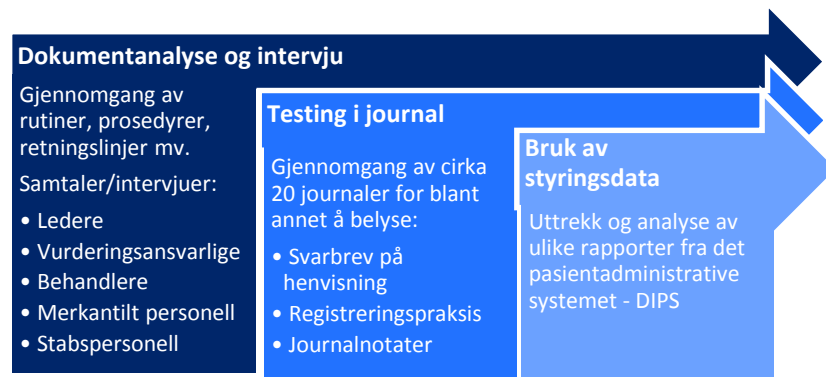 Dokumentanalyse og intervju
Gjennomgang av
rutiner, prosedyrer,
retningslinjer mv.
Samtaler/intervjuer:
• Ledere
• Vurderingsansvarlige
• Behandlere
• Merkantilt personell
• Stabspersonell
Testing i journal
Gjennomgang av cirka
20 journaler for blant
annet å belyse:
• Svarbrev på
henvisning
• Registreringspraksis
• Journalnotater
Bruk av
styringsdata
Uttrekk og analyse av
ulike rapporter fra det
pasientadministrative
systemet - DIPS